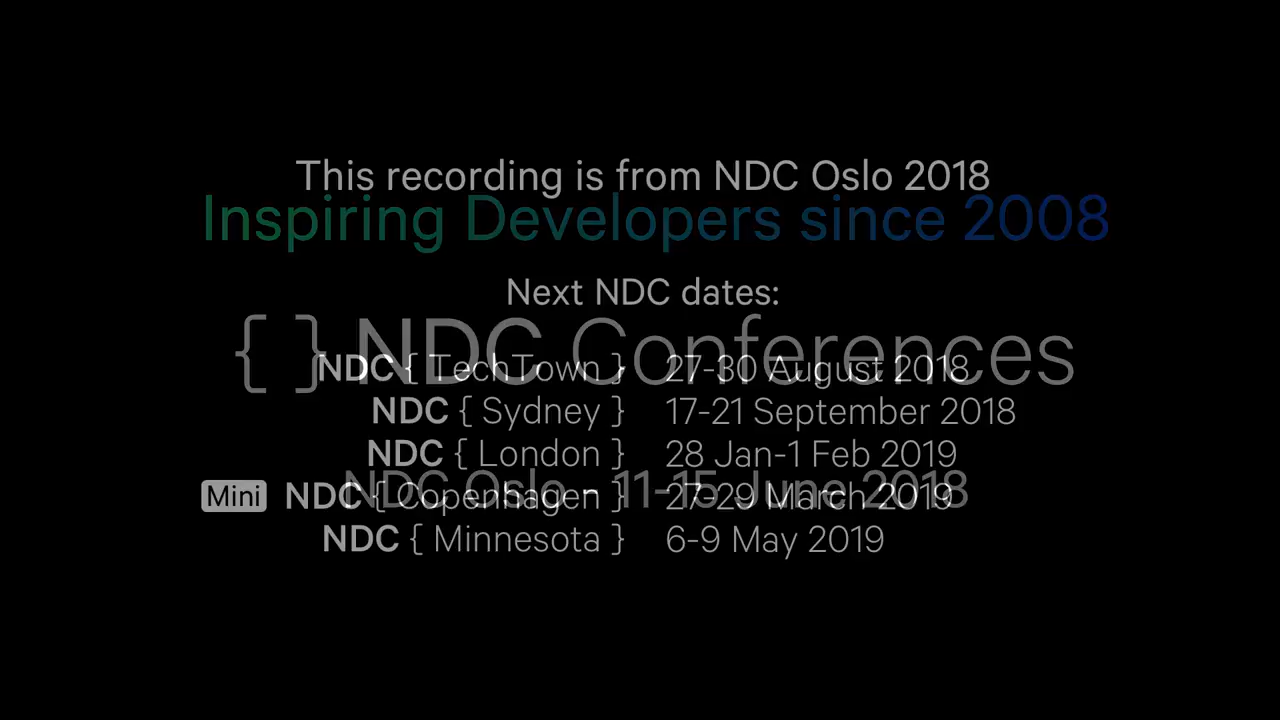 This recording is from NDC Oslo 2018
Inspiring Developers since 2008
Next NDC dates:
{ } NDC Conferences
NDC { TechTown } 27-30 August 2018
NDC { Sydney } 17-21 September 2018
NDC { London } 28 Jan-1 Feb 2019
NDC Oslo - 11-15 June 2018
Mini NDC { Copenhagen } 27-29 March 2019
NDC { Minnesota } 6-9 May 2019